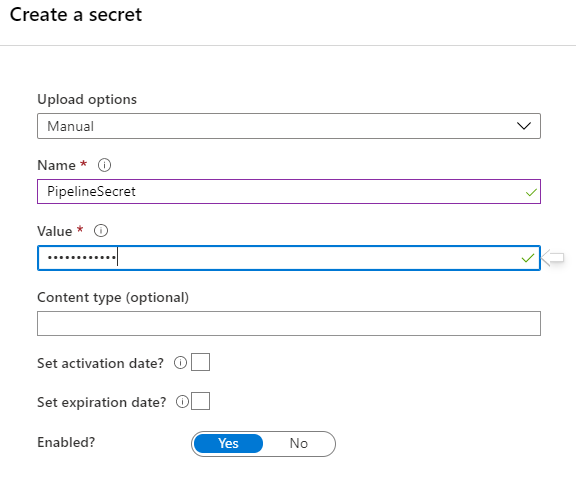 Create a secret
Upload options
Manual
Name *
PipelineSecret
Value *
••••••••••••
Content type (optional)
Set activation date?
Set expiration date?
Enabled?
Yes No